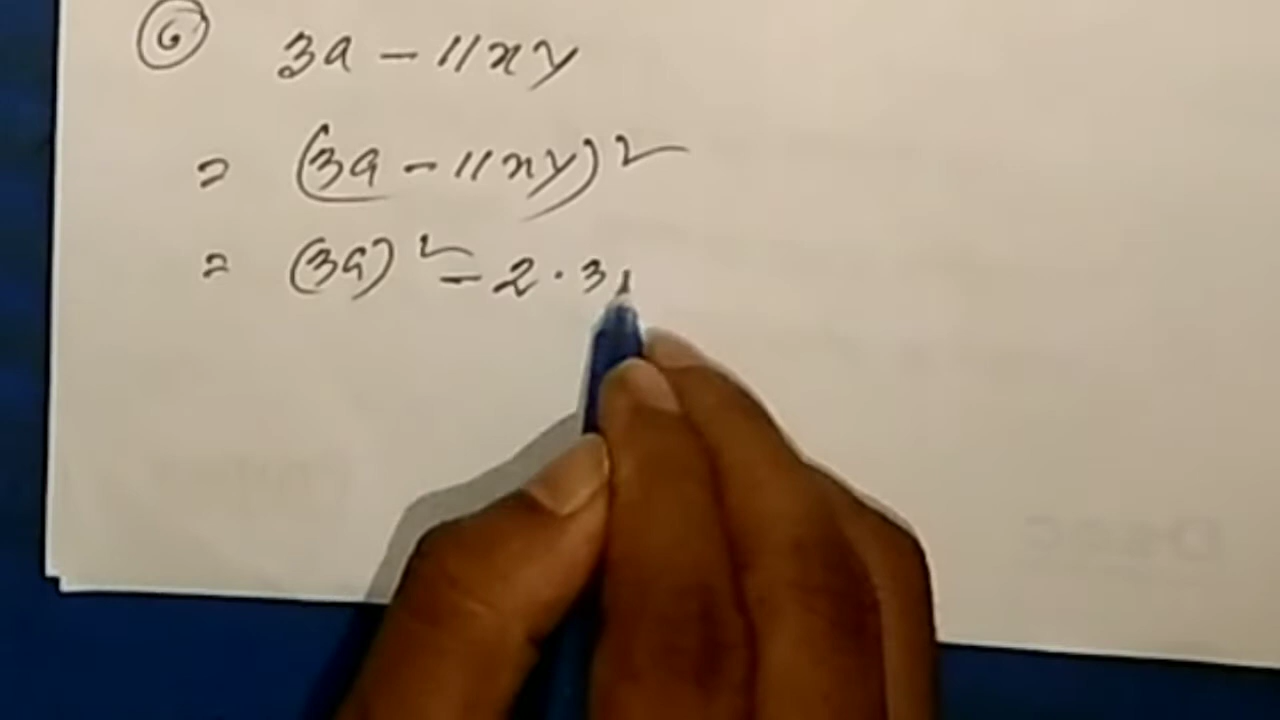 ⑥ 3a - 11xy
= (3a - 11xy)²
= (3a)² - 2 · 3